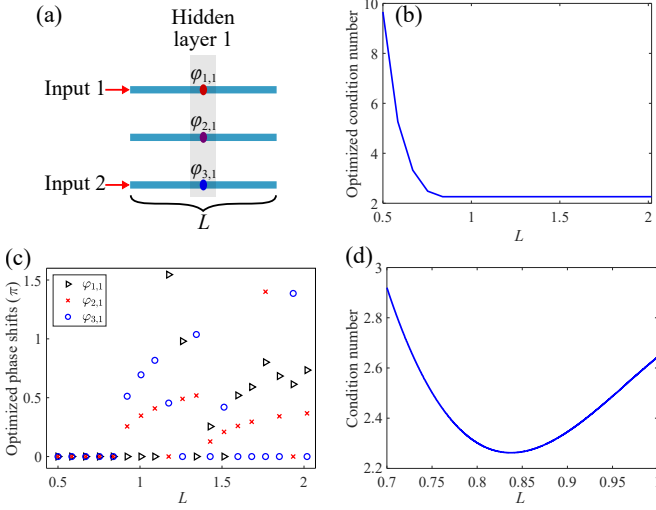 (a)
Hidden
layer 1
φ1,1
Input 1
φ2,1
φ3,1
Input 2
L
(b)
Optimized condition number
10
8
6
4
2
0.5
1
1.5
2
L
(c)
Optimized phase shifts (π)
1.5
1
0.5
0
φ1,1
φ2,1
φ3,1
0.5
1
1.5
2
L
(d)
Condition number
3
2.8
2.6
2.4
2.2
0.7
0.75
0.8
0.85
0.9
0.95
L